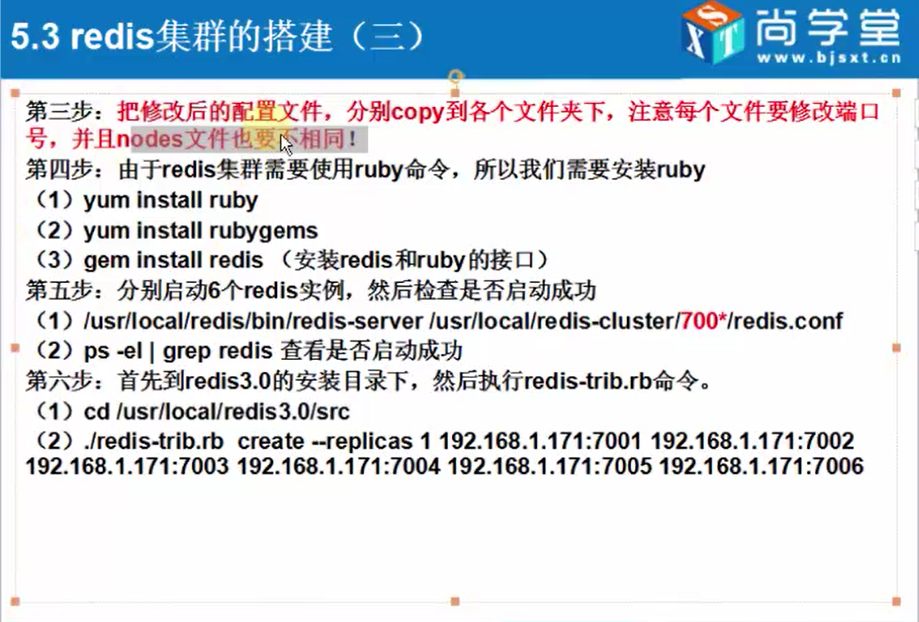 5.3 redis集群的搭建（三）
XST
尚学堂
www.bjsxt.cn
第三步：把修改后的配置文件，分别copy到各个文件夹下，注意每个文件要修改端口
号，并且nodes文件也要不相同！
第四步：由于redis集群需要使用ruby命令，所以我们需要安装ruby
（1）yum install ruby
（2）yum install rubygems
（3）gem install redis （安装redis和ruby的接口）
第五步：分别启动6个redis实例，然后检查是否启动成功
（1）/usr/local/redis/bin/redis-server /usr/local/redis-cluster/700*/redis.conf
（2）ps -el | grep redis 查看是否启动成功
第六步：首先到redis3.0的安装目录下，然后执行redis-trib.rb命令。
（1）cd /usr/local/redis3.0/src
（2）./redis-trib.rb  create --replicas 1 192.168.1.171:7001 192.168.1.171:7002
192.168.1.171:7003 192.168.1.171:7004 192.168.1.171:7005 192.168.1.171:7006